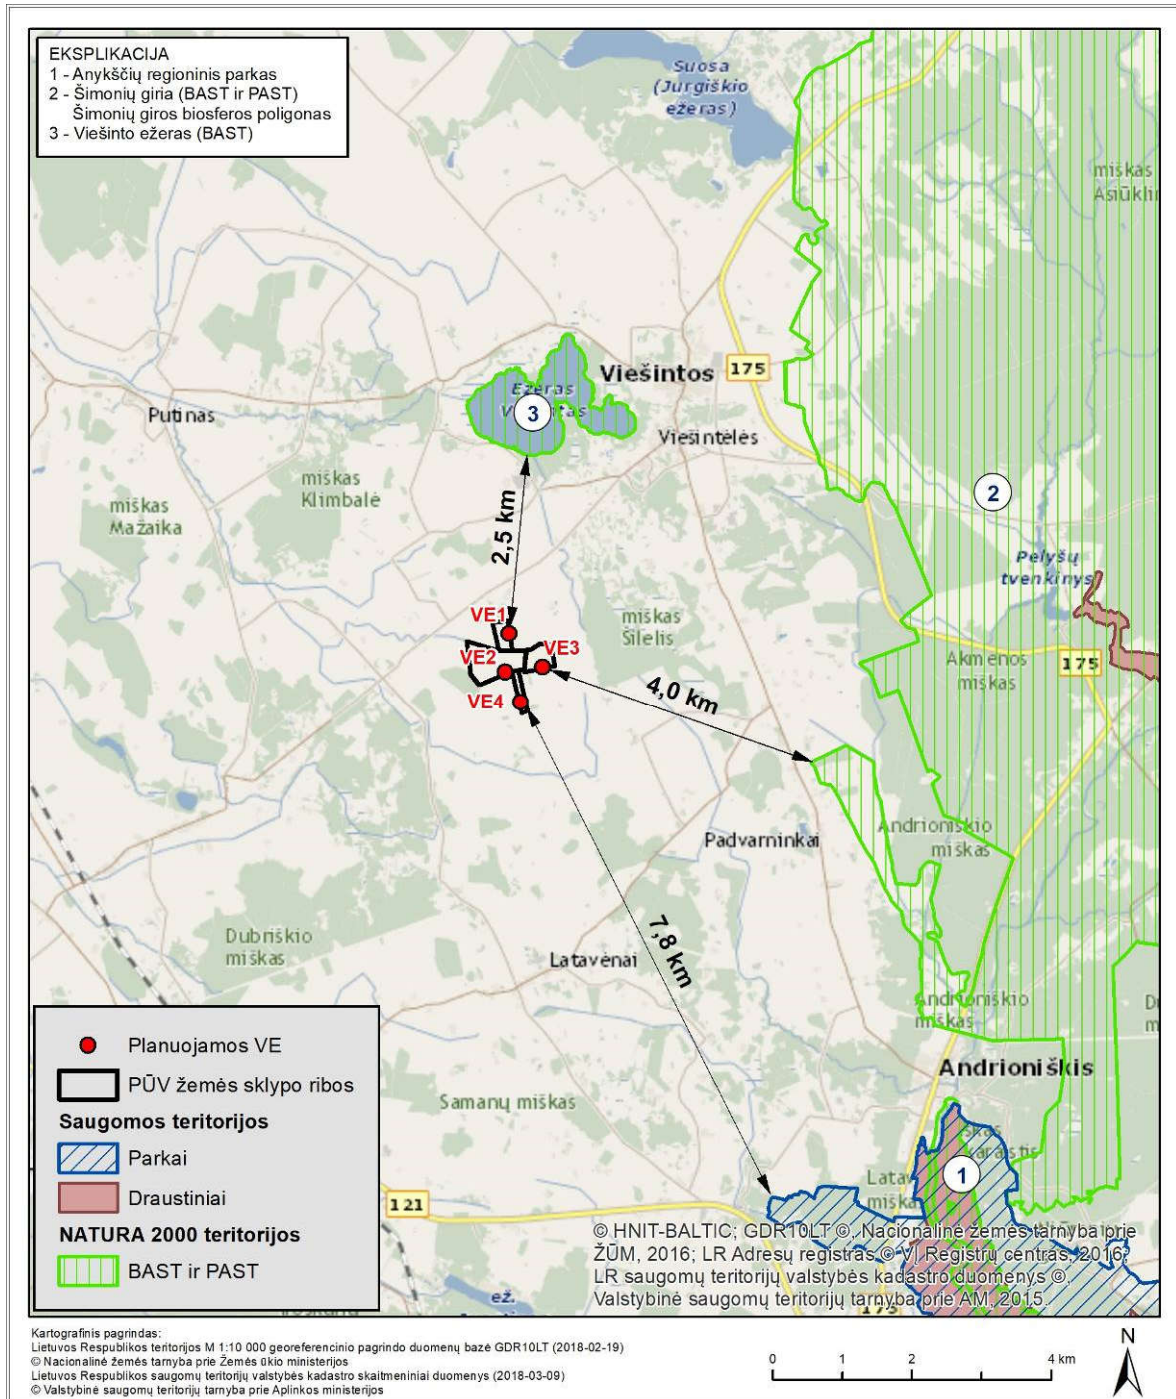 EKSPLIKACIJA
1 - Anykščių regioninis parkas
2 - Šimonių giria (BAST ir PAST)
Šimonių giros biosferos poligonas
3 - Viešinto ežeras (BAST)
Suosa
(Jurgiškio
ežeras)
miškas
Viešintos
175
Ežeras
3
Putinas
Viešintėlės
miškas
Klimbalė
miškas
Mažaika
2
2,5 km
Pelyšų
tvenkinys
VE1
miškas
Šilelis
VE3
VE2
Akmenos
miškas
175
VE4
4,0 km
Padvarninkai
Andrioniškio
miškas
7,8 km
Dubriškio
miškas
Latavėnai
Andrioniškio
miškas
Andrioniškis
Samanų miškas
1
121
Planuojamos VE
PŪV žemės sklypo ribos
Saugomos teritorijos
Parkai
Draustiniai
NATURA 2000 teritorijos
BAST ir PAST
ež.
© HNIT-BALTIC; GDR10LT ©, Nacionalinė žemės tarnyba prie
ŽŪM, 2016; LR Adresų registras © VĮ Registrų centras, 2016;
LR saugomų teritorijų valstybės kadastro duomenys ©,
Valstybinė saugomų teritorijų tarnyba prie AM, 2015.
175
Kartografinis pagrindas:
Lietuvos Respublikos teritorijos M 1:10 000 georeferencinio pagrindo duomenų bazė GDR10LT (2018-02-19)
© Nacionalinė žemės tarnyba prie Žemės ūkio ministerijos
Lietuvos Respublikos saugomų teritorijų valstybės kadastro skaitmeniniai duomenys (2018-03-09)
© Valstybinė saugomų teritorijų tarnyba prie Aplinkos ministerijos
0 1 2 4 km
N